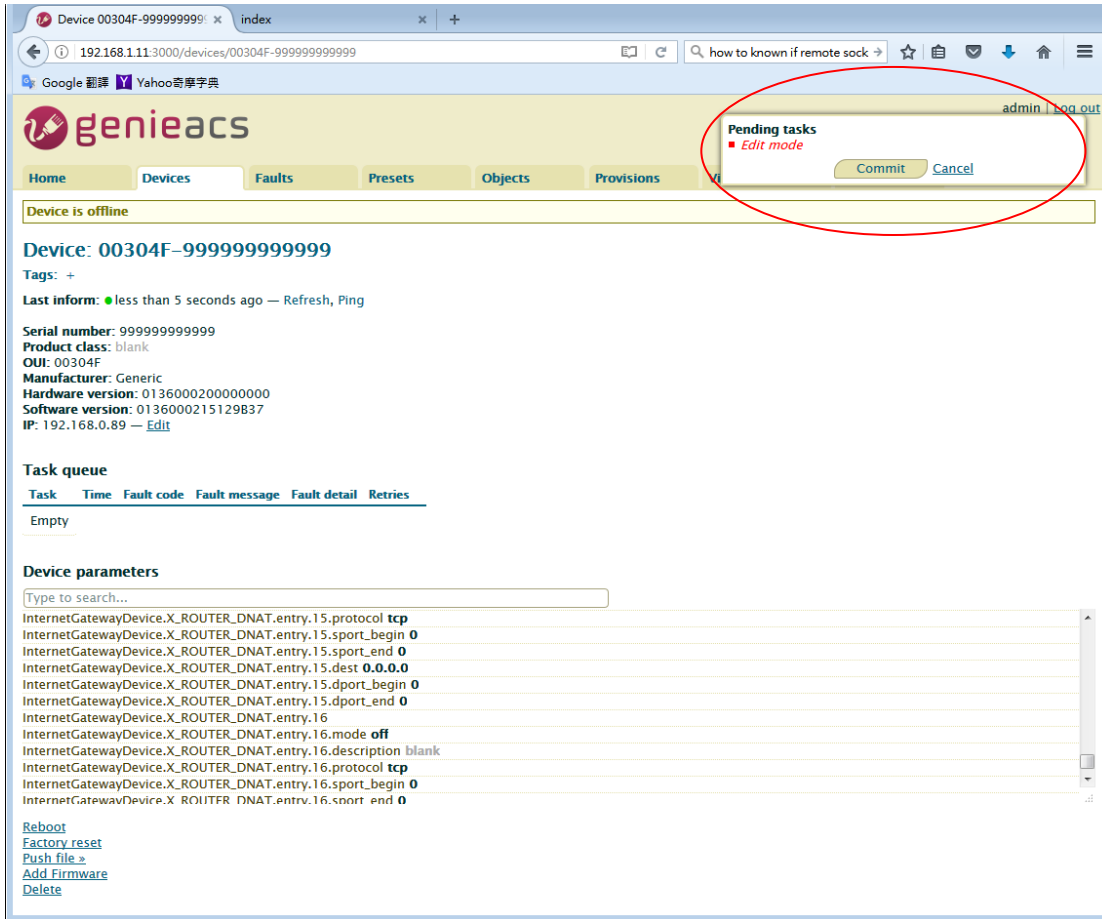 Device 00304F-9999999999 × index × +
192.168.1.11:3000/devices/00304F-999999999999 how to known if remote sock
Google 翻譯 Yahoo奇摩字典
admin | Log out
genieacs
Pending tasks
Edit mode
Commit Cancel
Home Devices Faults Presets Objects Provisions
Device is offline
Device: 00304F-999999999999
Tags: +
Last inform: less than 5 seconds ago — Refresh, Ping
Serial number: 999999999999
Product class: blank
OUI: 00304F
Manufacturer: Generic
Hardware version: 0136000200000000
Software version: 0136000215129B37
IP: 192.168.0.89 — Edit
Task queue
Task Time Fault code Fault message Fault detail Retries
Empty
Device parameters
Type to search...
InternetGatewayDevice.X_ROUTER_DNAT.entry.15.protocol tcp
InternetGatewayDevice.X_ROUTER_DNAT.entry.15.sport_begin 0
InternetGatewayDevice.X_ROUTER_DNAT.entry.15.sport_end 0
InternetGatewayDevice.X_ROUTER_DNAT.entry.15.dest 0.0.0.0
InternetGatewayDevice.X_ROUTER_DNAT.entry.15.dport_begin 0
InternetGatewayDevice.X_ROUTER_DNAT.entry.15.dport_end 0
InternetGatewayDevice.X_ROUTER_DNAT.entry.16
InternetGatewayDevice.X_ROUTER_DNAT.entry.16.mode off
InternetGatewayDevice.X_ROUTER_DNAT.entry.16.description blank
InternetGatewayDevice.X_ROUTER_DNAT.entry.16.protocol tcp
InternetGatewayDevice.X_ROUTER_DNAT.entry.16.sport_begin 0
InternetGatewayDevice.X_ROUTER_DNAT.entry.16.sport_end 0
Reboot
Factory reset
Push file »
Add Firmware
Delete